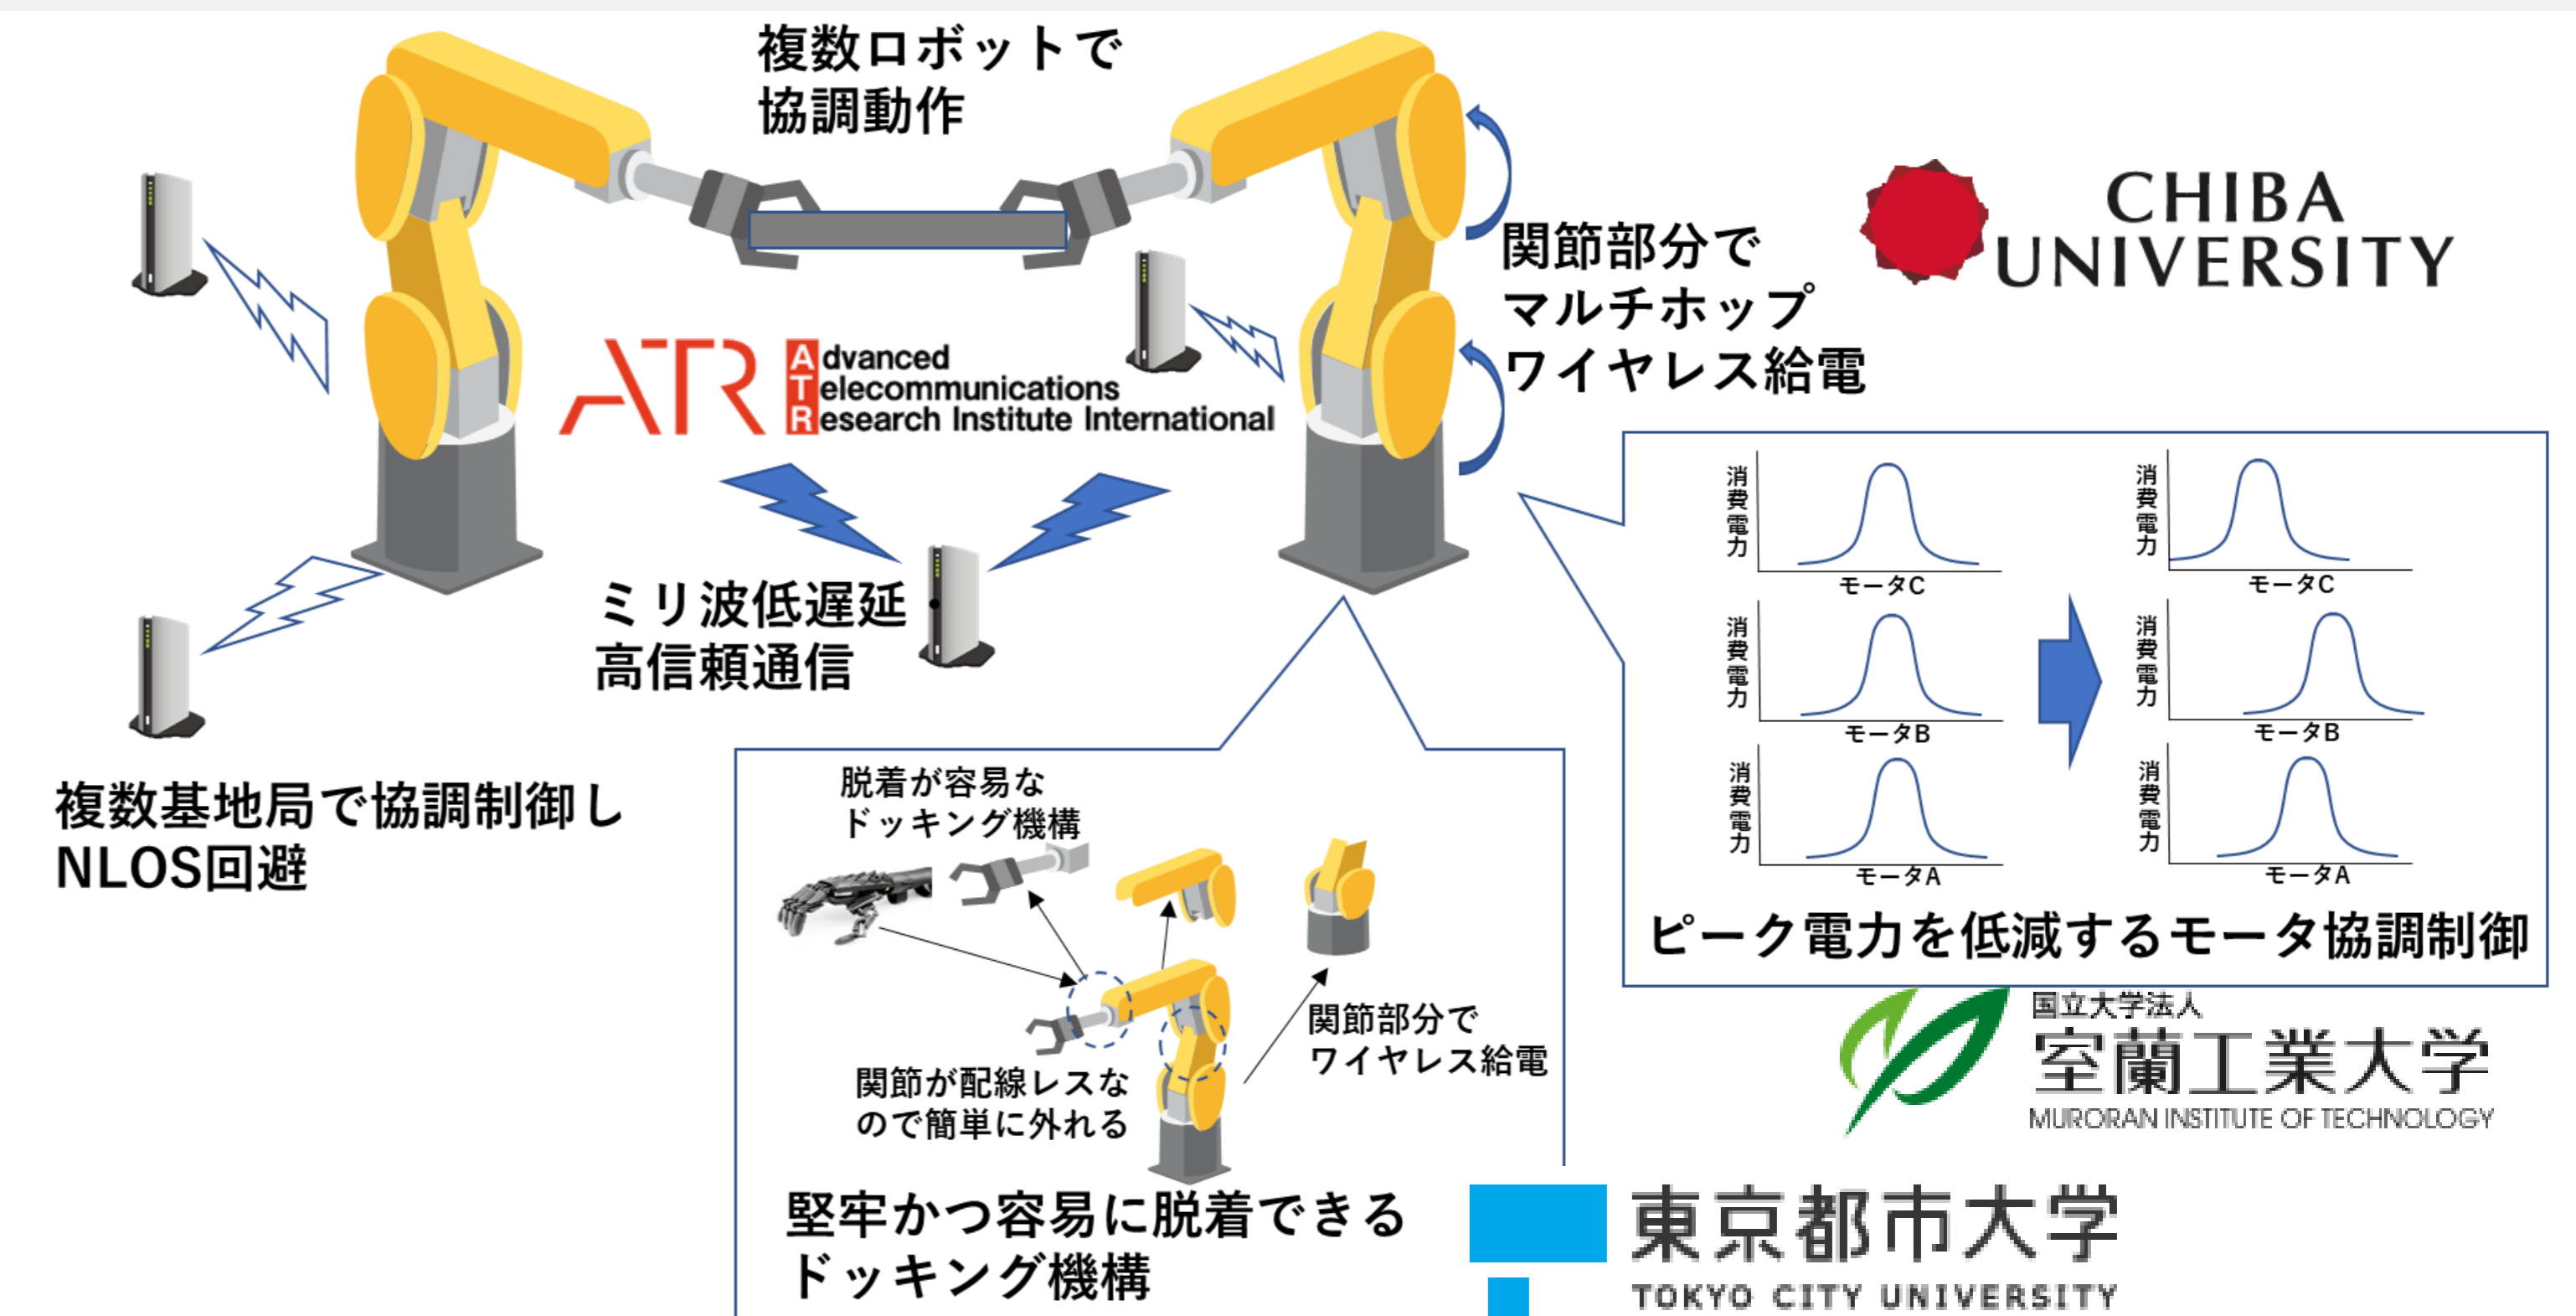 複数ロボットで
協調動作
CHIBA
UNIVERSITY
関節部分で
マルチホップ
ワイヤレス給電
ATR
Advanced
Telecommunications
Research Institute International
ミリ波低遅延
高信頼通信
複数基地局で協調制御し
NLOS回避
消費電力
モータC
消費電力
モータC
消費電力
モータB
消費電力
モータB
消費電力
モータA
消費電力
モータA
ピーク電力を低減するモータ協調制御
脱着が容易な
ドッキング機構
関節部分で
ワイヤレス給電
関節が配線レスな
ので簡単に外れる
堅牢かつ容易に脱着できる
ドッキング機構
国立大学法人
室蘭工業大学
MURORAN INSTITUTE OF TECHNOLOGY
東京都市大学
TOKYO CITY UNIVERSITY